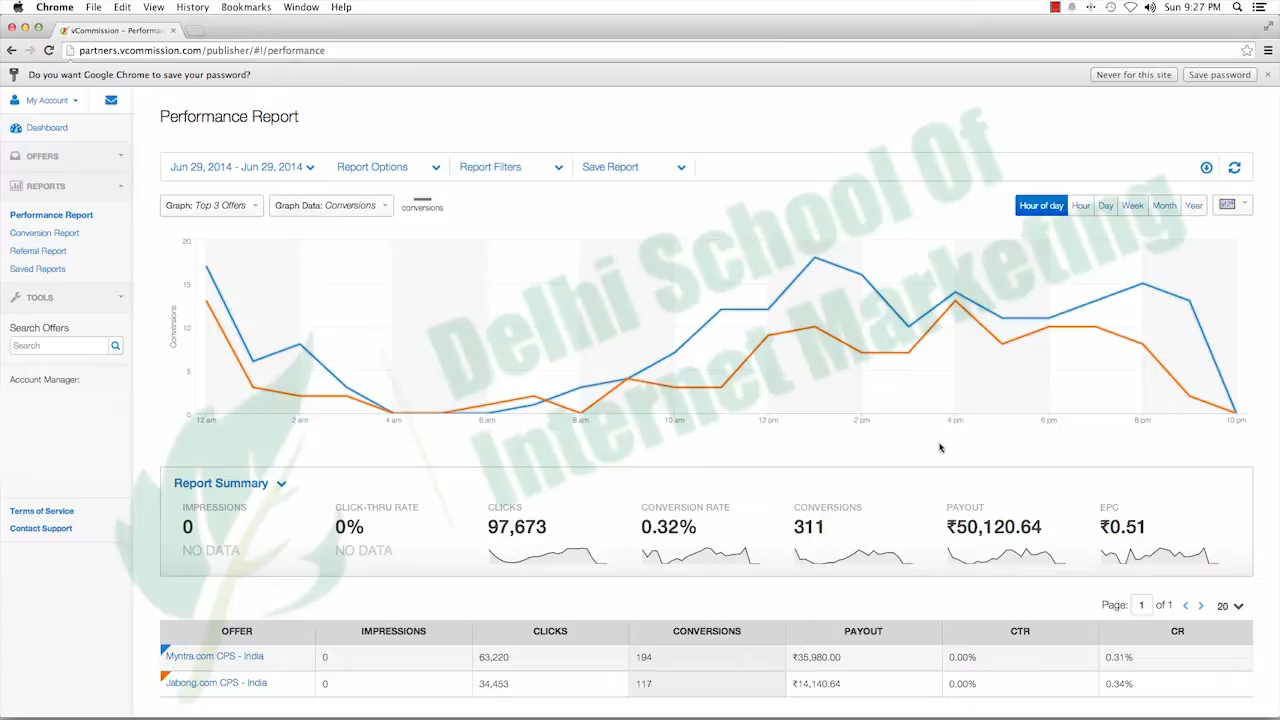 Chrome File Edit View History Bookmarks Window Help Sun 9:27 PM
vCommission – Performan
partners.vcommission.com/publisher/#!/performance
Do you want Google Chrome to save your password? Never for this site Save password
My Account
Dashboard
OFFERS
REPORTS
Performance Report
Conversion Report
Referral Report
Saved Reports
TOOLS
Search Offers
Search
Account Manager:
Terms of Service
Contact Support
Performance Report
Jun 29, 2014 - Jun 29, 2014 Report Options Report Filters Save Report
Graph: Top 3 Offers Graph Data: Conversions conversions Hour of day Hour Day Week Month Year
Conversions
20
15
10
5
0
12 am 2 am 4 am 6 am 8 am 10 am 12 pm 2 pm 4 pm 6 pm 8 pm 10 pm
Delhi School Of
Internet Marketing
Report Summary
IMPRESSIONS CLICK-THRU RATE CLICKS CONVERSION RATE CONVERSIONS PAYOUT EPC
0 0% 97,673 0.32% 311 ₹50,120.64 ₹0.51
NO DATA NO DATA
Page: 1 of 1 20
OFFER IMPRESSIONS CLICKS CONVERSIONS PAYOUT CTR CR
Myntra.com CPS - India 0 63,220 194 ₹35,980.00 0.00% 0.31%
Jabong.com CPS - India 0 34,453 117 ₹14,140.64 0.00% 0.34%